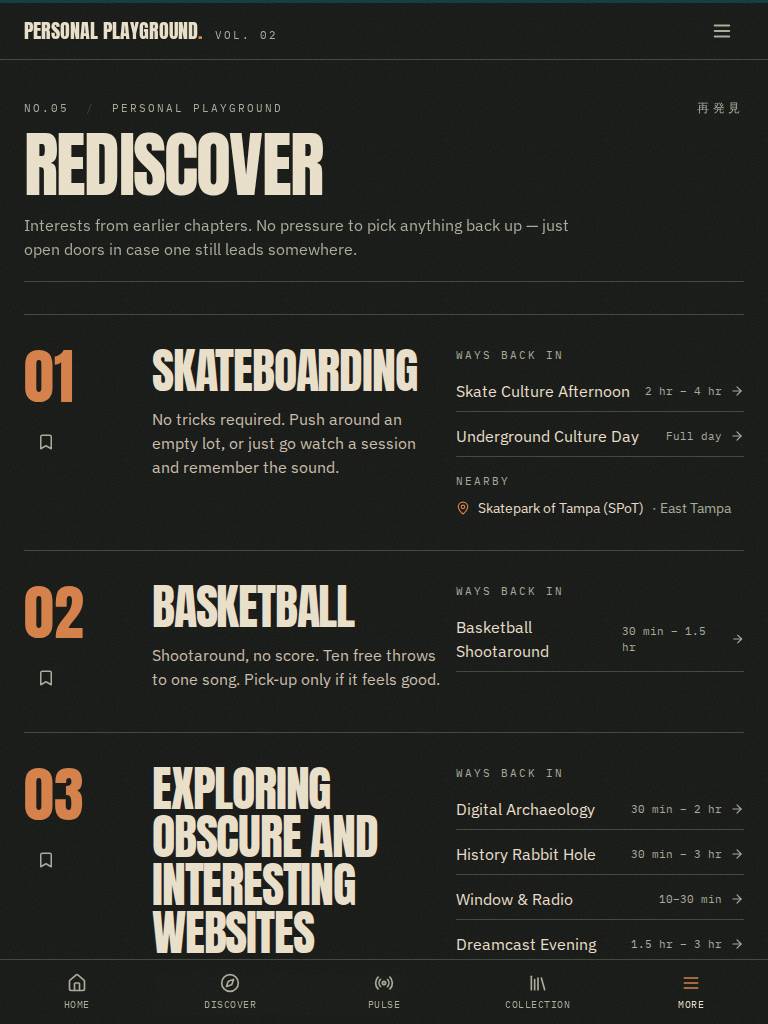 PERSONAL PLAYGROUND. VOL. 02
NO.05 / PERSONAL PLAYGROUND 再発見
REDISCOVER
Interests from earlier chapters. No pressure to pick anything back up — just
open doors in case one still leads somewhere.
01
SKATEBOARDING
No tricks required. Push around an
empty lot, or just go watch a session
and remember the sound.
WAYS BACK IN
Skate Culture Afternoon 2 hr – 4 hr →
Underground Culture Day Full day →
NEARBY
Skatepark of Tampa (SPoT) · East Tampa
02
BASKETBALL
Shootaround, no score. Ten free throws
to one song. Pick-up only if it feels good.
WAYS BACK IN
Basketball
Shootaround
30 min – 1.5
hr →
03
EXPLORING
OBSCURE AND
INTERESTING
WEBSITES
WAYS BACK IN
Digital Archaeology 30 min – 2 hr →
History Rabbit Hole 30 min – 3 hr →
Window & Radio 10–30 min →
Dreamcast Evening 1.5 hr – 3 hr →
HOME DISCOVER PULSE COLLECTION MORE